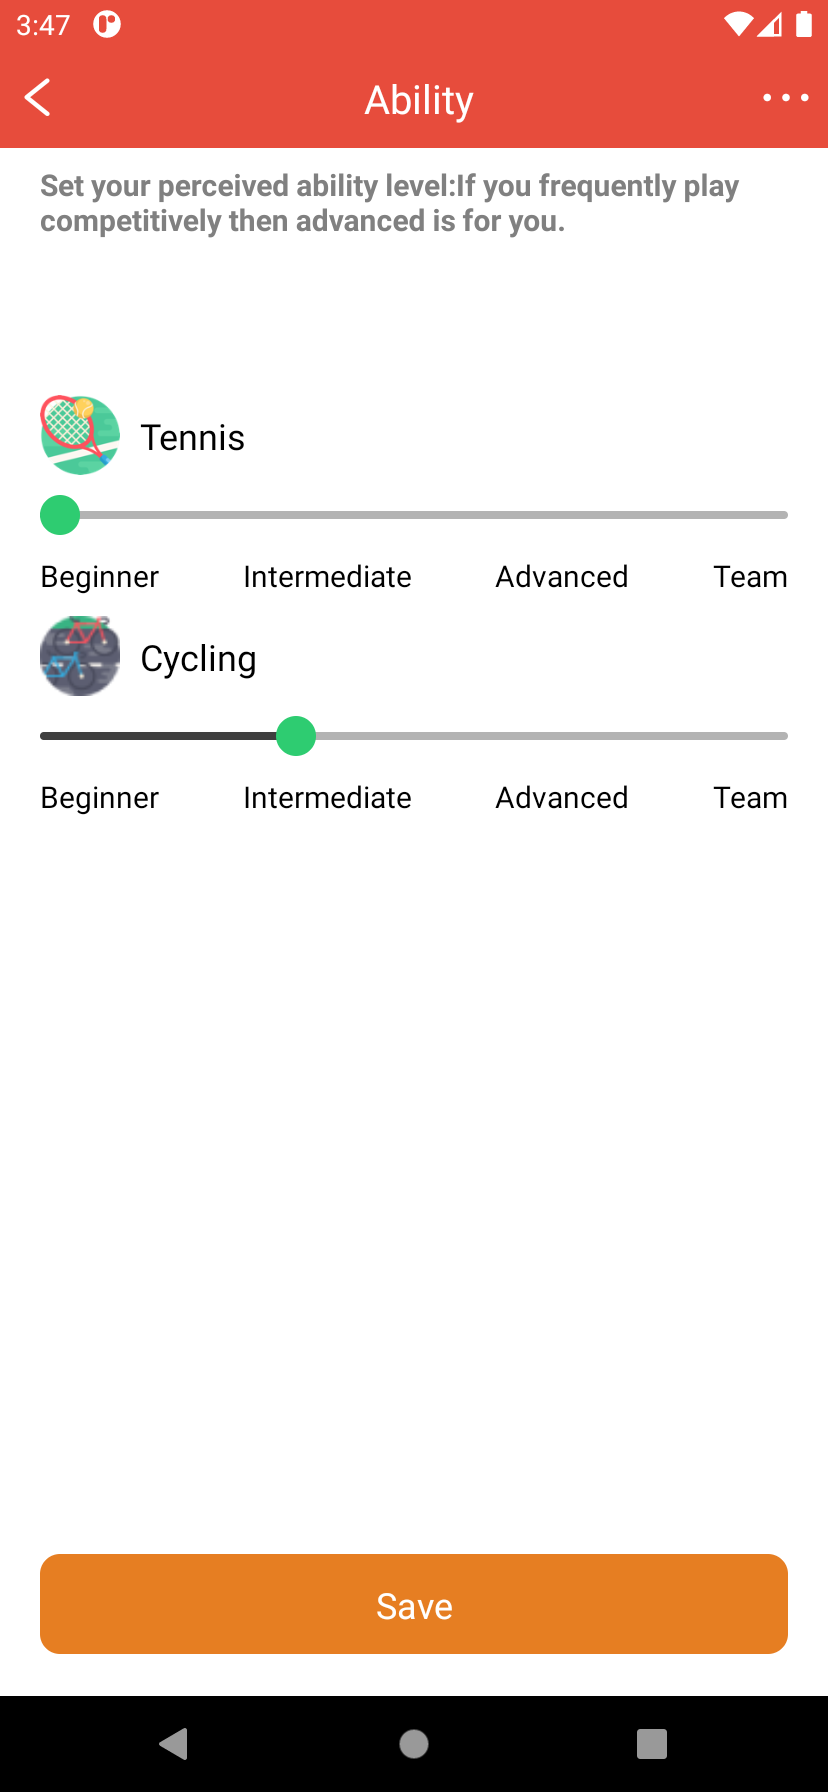 3:47
Ability
Set your perceived ability level:If you frequently play
competitively then advanced is for you.
Tennis
Beginner Intermediate Advanced Team
Cycling
Beginner Intermediate Advanced Team
Save